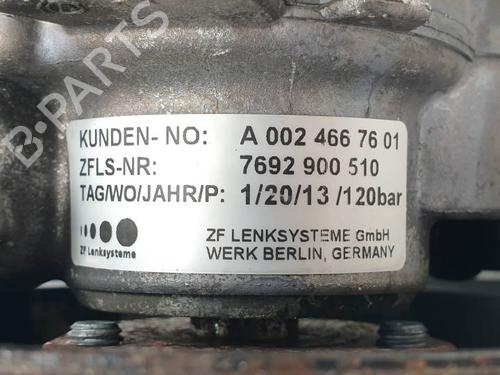 B-PARTS
KUNDEN- NO: A 002 466 76 01
ZFLS-NR: 7692 900 510
TAG/WO/JAHR/P: 1/20/13 /120bar
ZF Lenksysteme
ZF LENKSYSTEME GmbH
WERK BERLIN, GERMANY